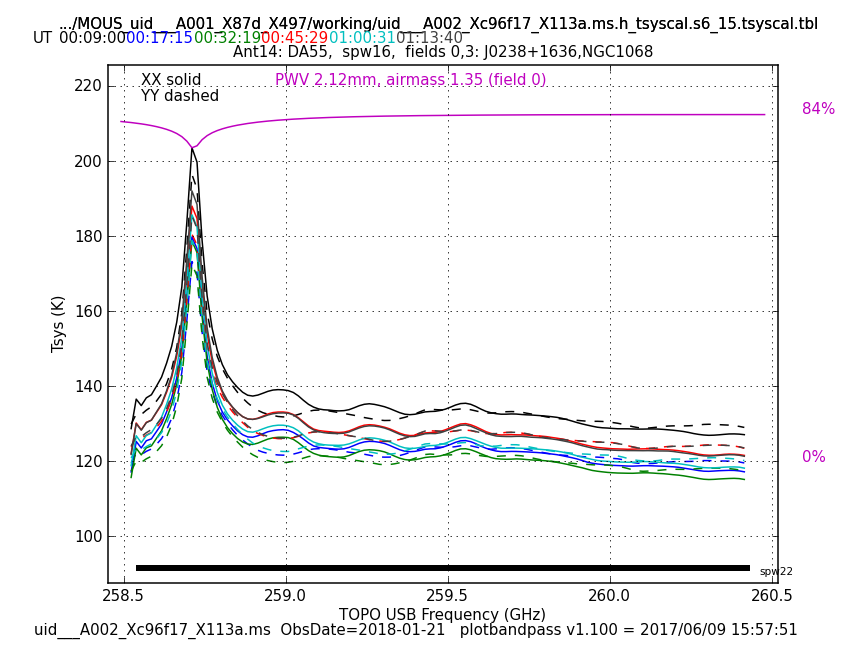 .../MOUS_uid___A001_X87d_X497/working/uid___A002_Xc96f17_X113a.ms.h_tsyscal.s6_15.tsyscal.tbl
UT 00:09:00 00:17:15 00:32:19 00:45:29 01:00:31 01:13:40
Ant14: DA55, spw16, fields 0,3: J0238+1636,NGC1068
XX solid PWV 2.12mm, airmass 1.35 (field 0)
YY dashed
220
200
180
160
140
120
100
Tsys (K)
84%
0%
spw22
258.5 259.0 259.5 260.0 260.5
TOPO USB Frequency (GHz)
uid___A002_Xc96f17_X113a.ms ObsDate=2018-01-21 plotbandpass v1.100 = 2017/06/09 15:57:51